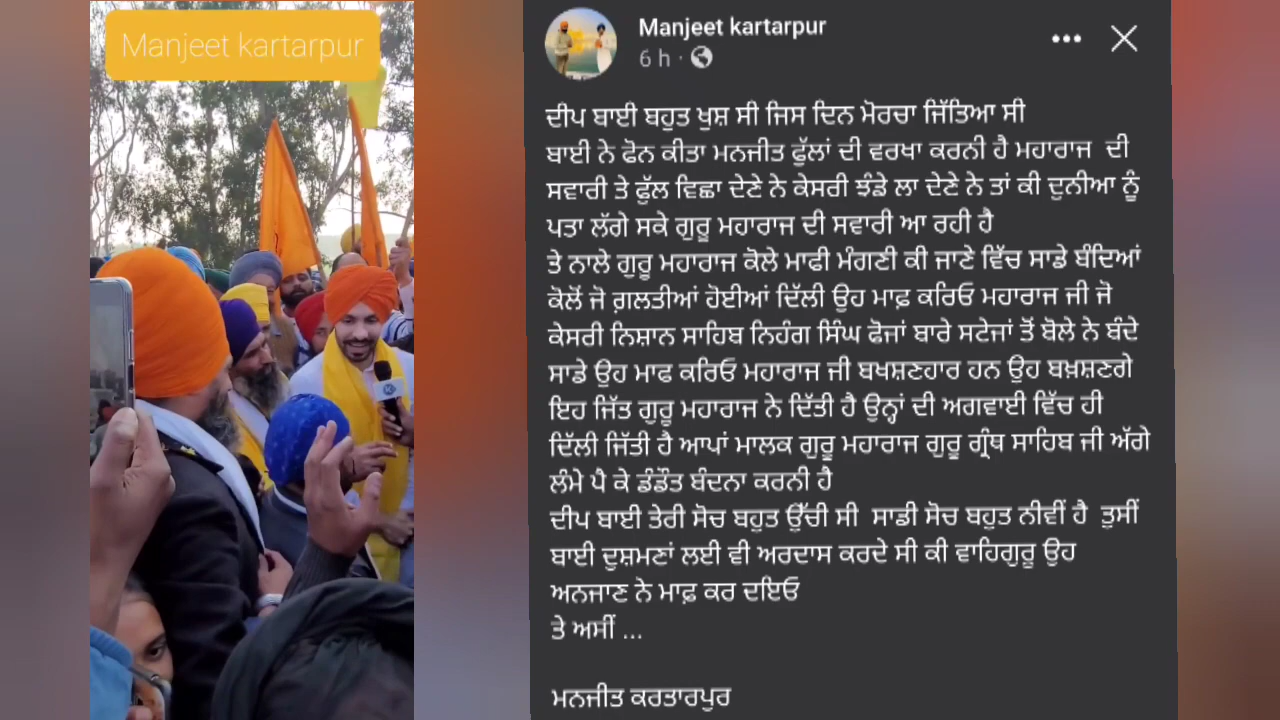 Manjeet kartarpur
Manjeet kartarpur
6 h ·
ਦੀਪ ਬਾਈ ਬਹੁਤ ਖੁਸ਼ ਸੀ ਜਿਸ ਦਿਨ ਮੋਰਚਾ ਜਿੱਤਿਆ ਸੀ
ਬਾਈ ਨੇ ਫੋਨ ਕੀਤਾ ਮਨਜੀਤ ਫੁੱਲਾਂ ਦੀ ਵਰਖਾ ਕਰਨੀ ਹੈ ਮਹਾਰਾਜ ਦੀ
ਸਵਾਰੀ ਤੇ ਫੁੱਲ ਵਿਛਾ ਦੇਣੇ ਨੇ ਕੇਸਰੀ ਝੰਡੇ ਲਾ ਦੇਣੇ ਨੇ ਤਾਂ ਕੀ ਦੁਨੀਆ ਨੂੰ
ਪਤਾ ਲੱਗੇ ਸਕੇ ਗੁਰੂ ਮਹਾਰਾਜ ਦੀ ਸਵਾਰੀ ਆ ਰਹੀ ਹੈ
ਤੇ ਨਾਲੇ ਗੁਰੂ ਮਹਾਰਾਜ ਕੋਲੇ ਮਾਫੀ ਮੰਗਣੀ ਕੀ ਜਾਣੇ ਵਿੱਚ ਸਾਡੇ ਬੰਦਿਆਂ
ਕੋਲੋਂ ਜੋ ਗ਼ਲਤੀਆਂ ਹੋਈਆਂ ਦਿੱਲੀ ਉਹ ਮਾਫ਼ ਕਰਿਓ ਮਹਾਰਾਜ ਜੀ ਜੋ
ਕੇਸਰੀ ਨਿਸ਼ਾਨ ਸਾਹਿਬ ਨਿਹੰਗ ਸਿੰਘ ਫੋਜਾਂ ਬਾਰੇ ਸਟੇਜਾਂ ਤੋਂ ਬੋਲੇ ਨੇ ਬੰਦੇ
ਸਾਡੇ ਉਹ ਮਾਫ ਕਰਿਓ ਮਹਾਰਾਜ ਜੀ ਬਖਸ਼ਣਹਾਰ ਹਨ ਉਹ ਬਖ਼ਸ਼ਣਗੇ
ਇਹ ਜਿੱਤ ਗੁਰੂ ਮਹਾਰਾਜ ਨੇ ਦਿੱਤੀ ਹੈ ਉਨ੍ਹਾਂ ਦੀ ਅਗਵਾਈ ਵਿੱਚ ਹੀ
ਦਿੱਲੀ ਜਿੱਤੀ ਹੈ ਆਪਾਂ ਮਾਲਕ ਗੁਰੂ ਮਹਾਰਾਜ ਗੁਰੂ ਗ੍ਰੰਥ ਸਾਹਿਬ ਜੀ ਅੱਗੇ
ਲੰਮੇ ਪੈ ਕੇ ਡੰਡੌਤ ਬੰਦਨਾ ਕਰਨੀ ਹੈ
ਦੀਪ ਬਾਈ ਤੇਰੀ ਸੋਚ ਬਹੁਤ ਉੱਚੀ ਸੀ ਸਾਡੀ ਸੋਚ ਬਹੁਤ ਨੀਵੀਂ ਹੈ ਤੁਸੀਂ
ਬਾਈ ਦੁਸ਼ਮਣਾਂ ਲਈ ਵੀ ਅਰਦਾਸ ਕਰਦੇ ਸੀ ਕੀ ਵਾਹਿਗੁਰੂ ਉਹ
ਅਨਜਾਣ ਨੇ ਮਾਫ਼ ਕਰ ਦਇਓ
ਤੇ ਅਸੀਂ ...
ਮਨਜੀਤ ਕਰਤਾਰਪੁਰ